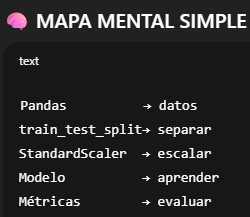 🧠 MAPA MENTAL SIMPLE
text
Pandas → datos
train_test_split→ separar
StandardScaler → escalar
Modelo → aprender
Métricas → evaluar